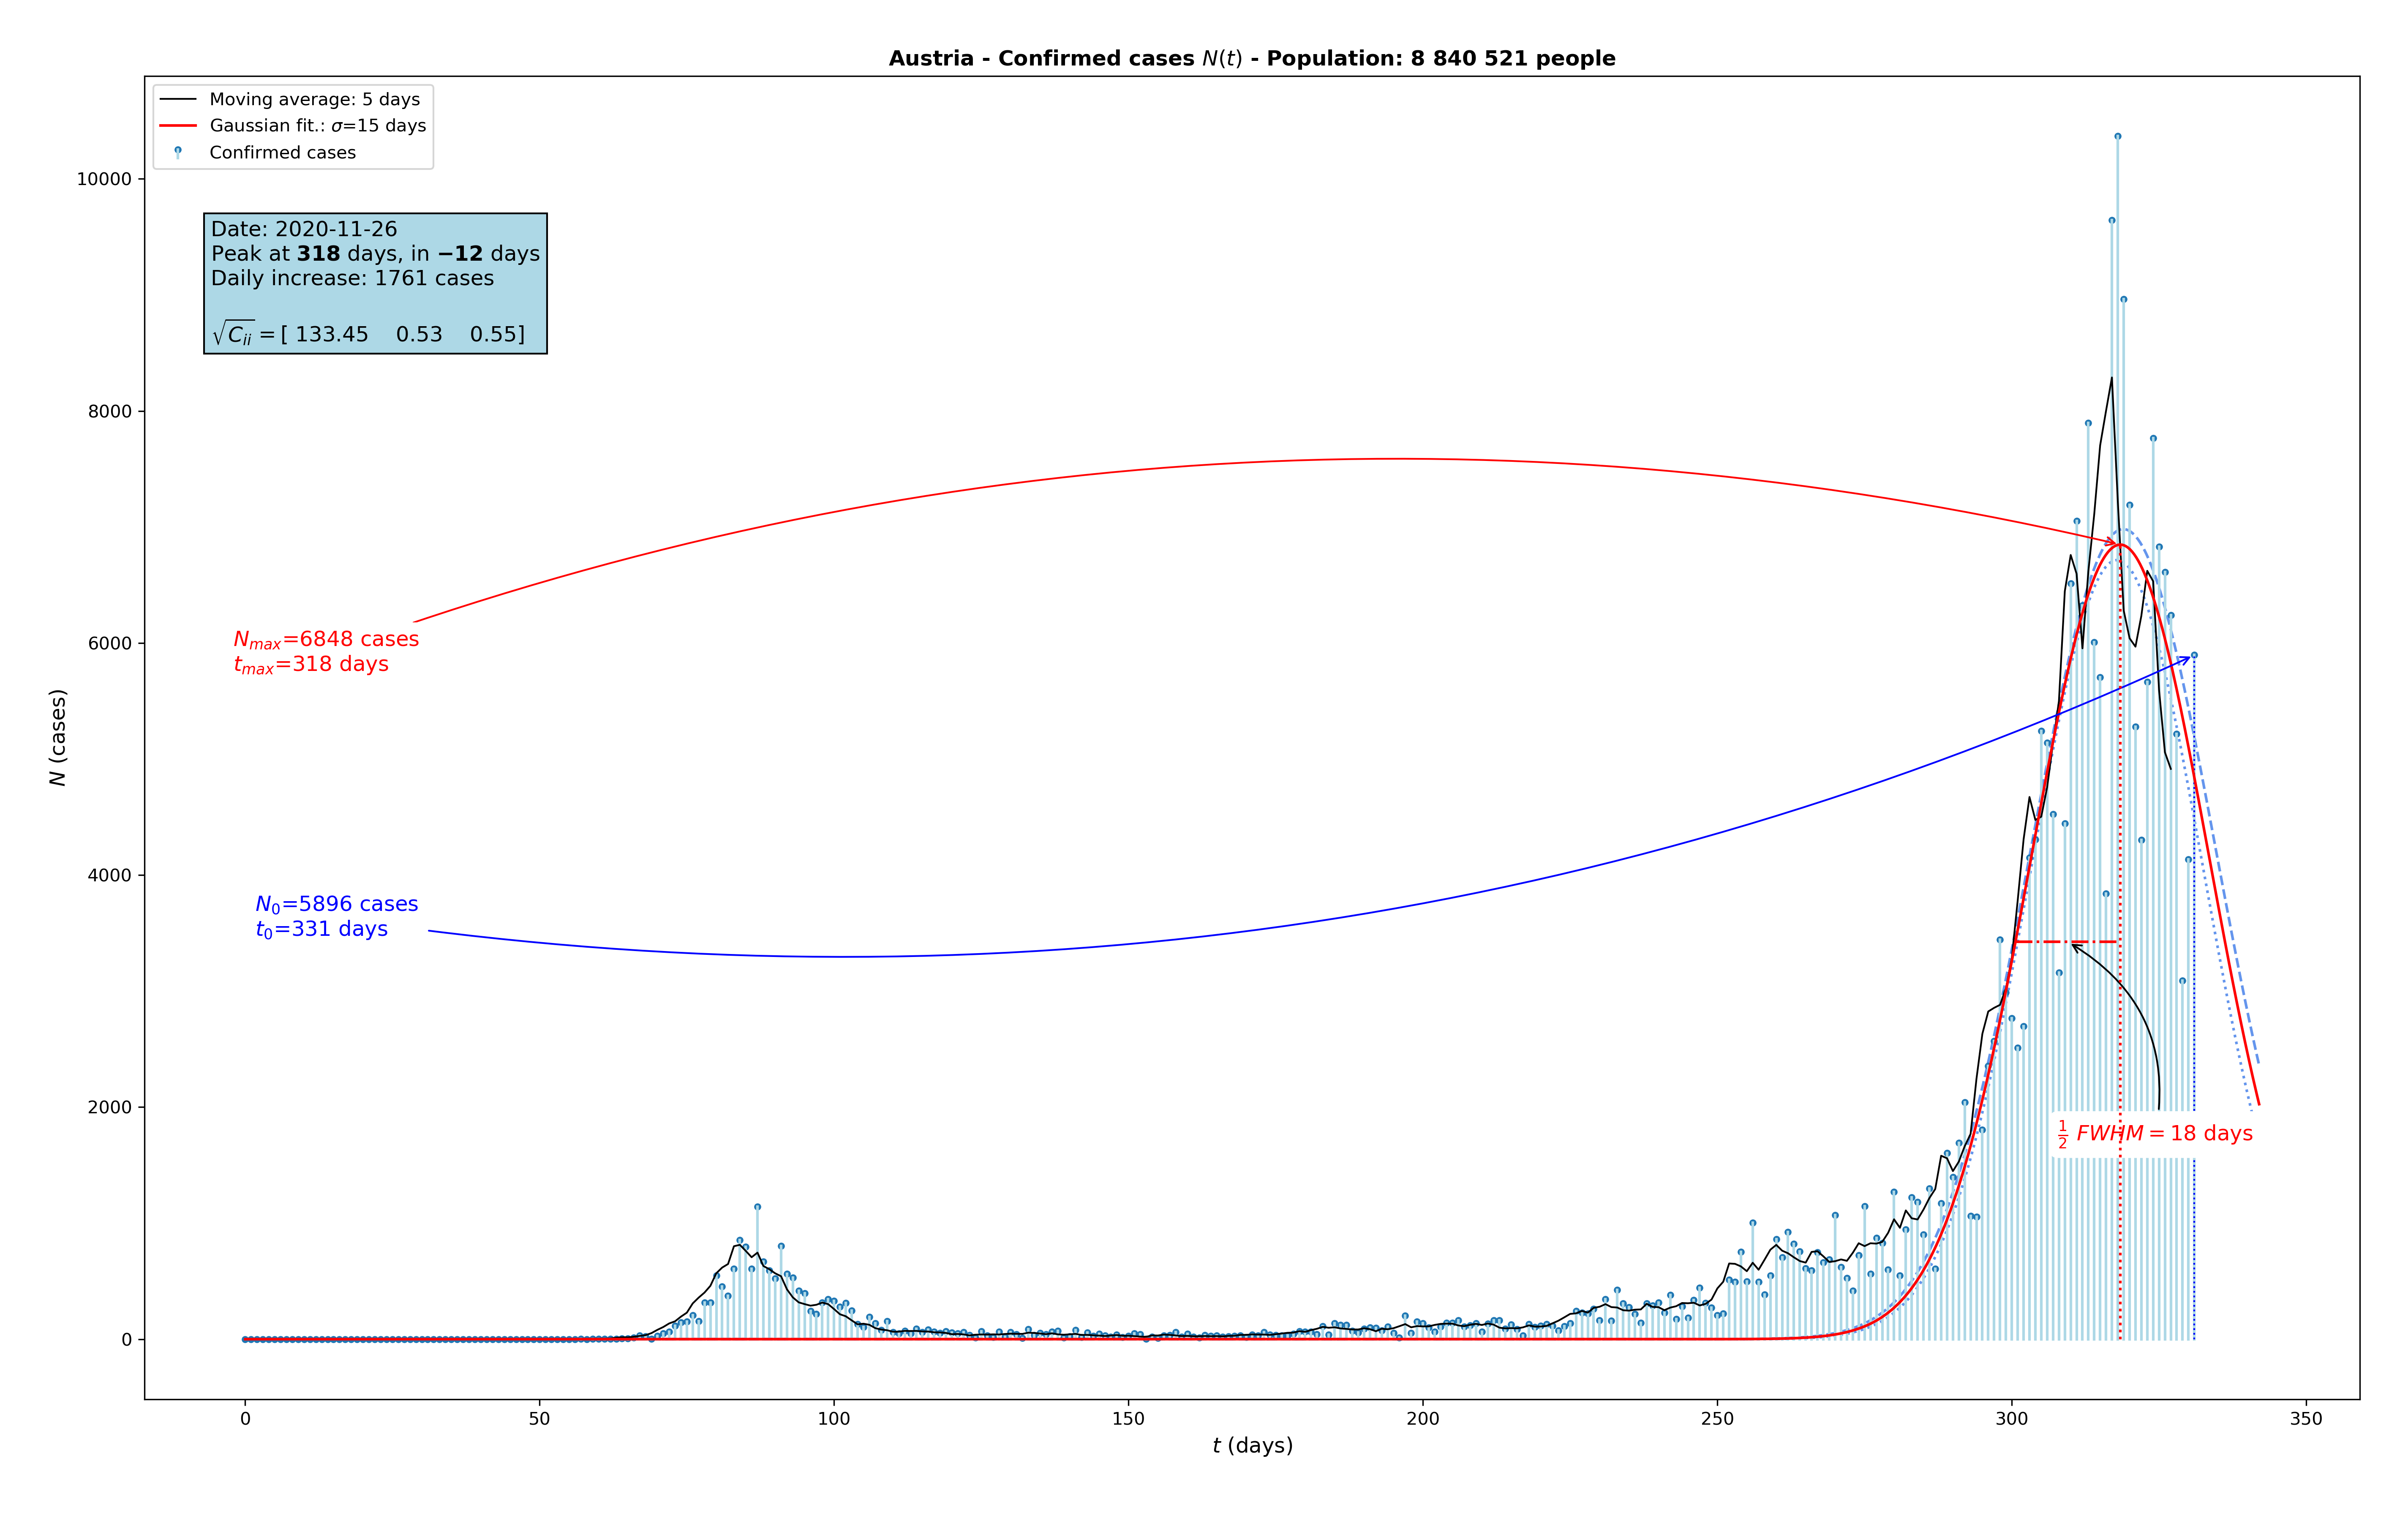 Austria - Confirmed cases N(t) - Population: 8 840 521 people
Moving average: 5 days
Gaussian fit.: σ=15 days
Confirmed cases
Date: 2020-11-26
Peak at 318 days, in −12 days
Daily increase: 1761 cases
√Cᵢᵢ = [ 133.45 0.53 0.55]
N_max=6848 cases
t_max=318 days
N₀=5896 cases
t₀=331 days
½ FWHM = 18 days
N (cases)
10000
8000
6000
4000
2000
0
0 50 100 150 200 250 300 350
t (days)